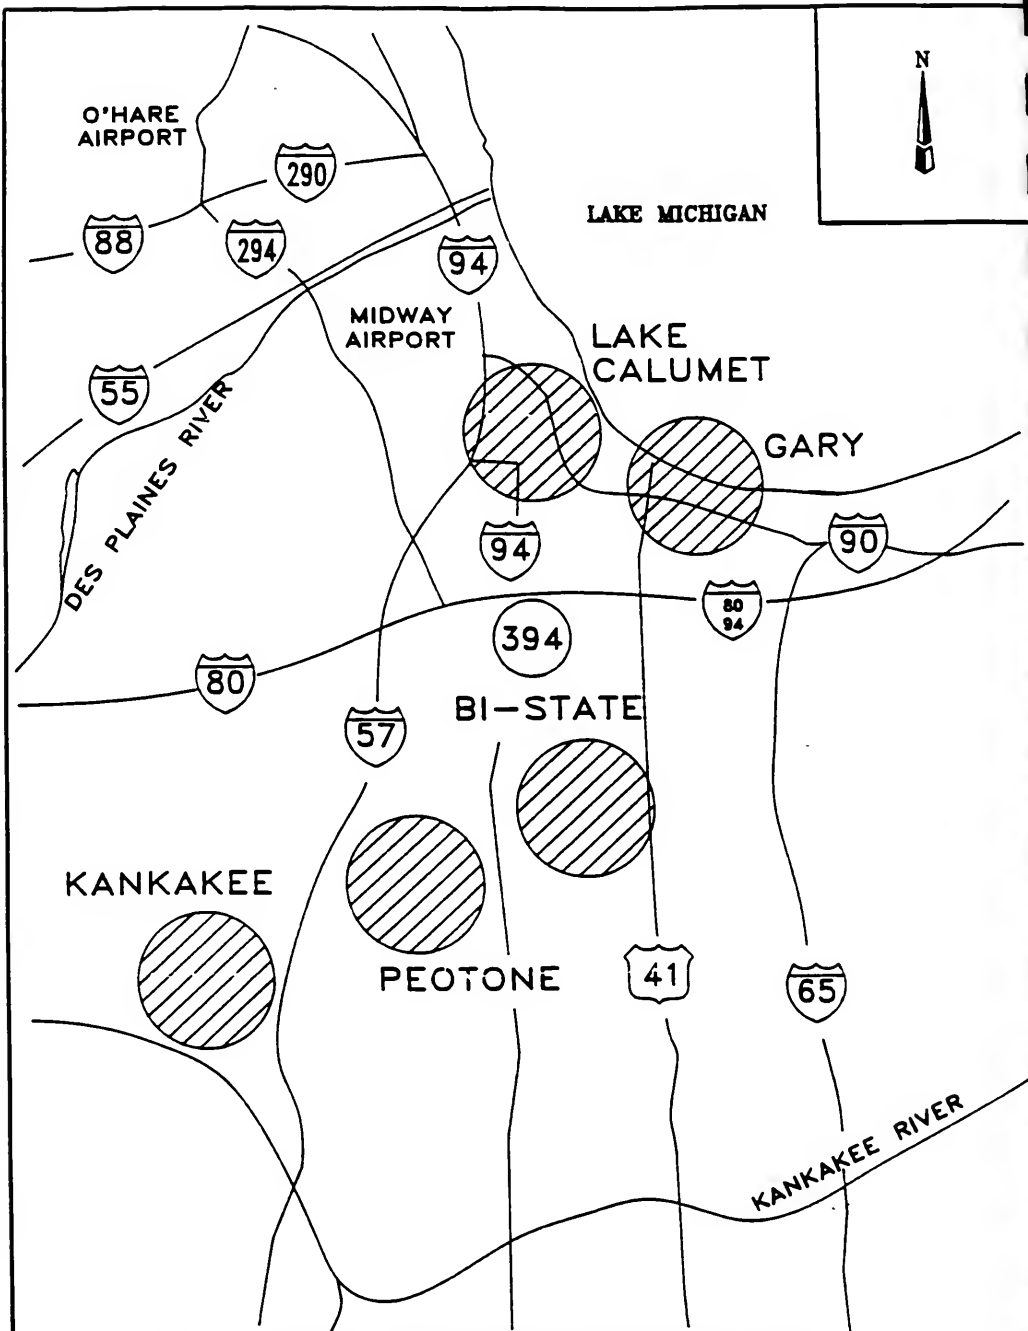 N
O'HARE
AIRPORT
290
LAKE MICHIGAN
88
294
94
MIDWAY
AIRPORT
LAKE
CALUMET
55
GARY
DES PLAINES RIVER
94
90
80
94
394
80
BI-STATE
57
KANKAKEE
PEOTONE
41
65
KANKAKEE RIVER